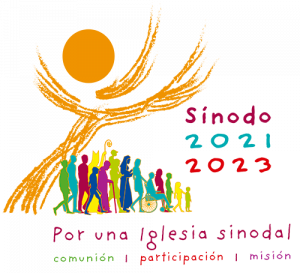 Sínodo
2021
2023
Por una Iglesia sinodal
comunión | participación | misión